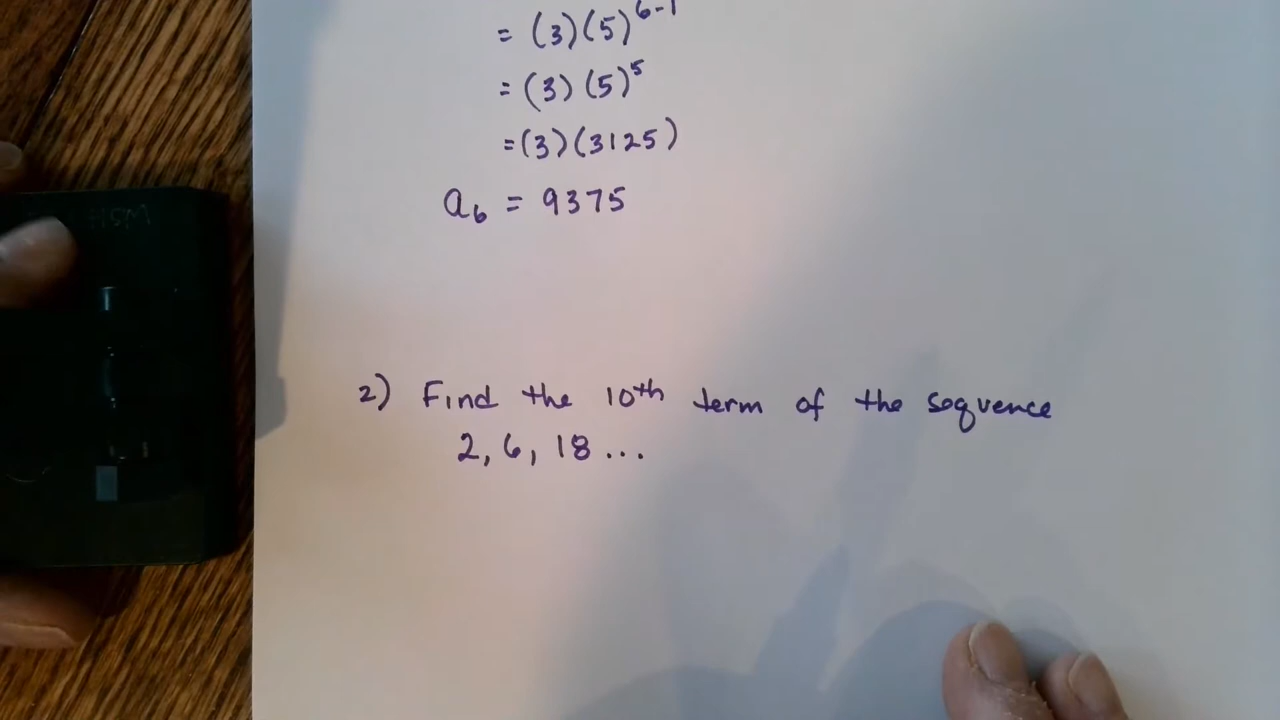 = (3)(5)^6-1
= (3)(5)^5
=(3)(3125)
a₆ = 9375
2) Find the 10th term of the sequence
2, 6, 18...